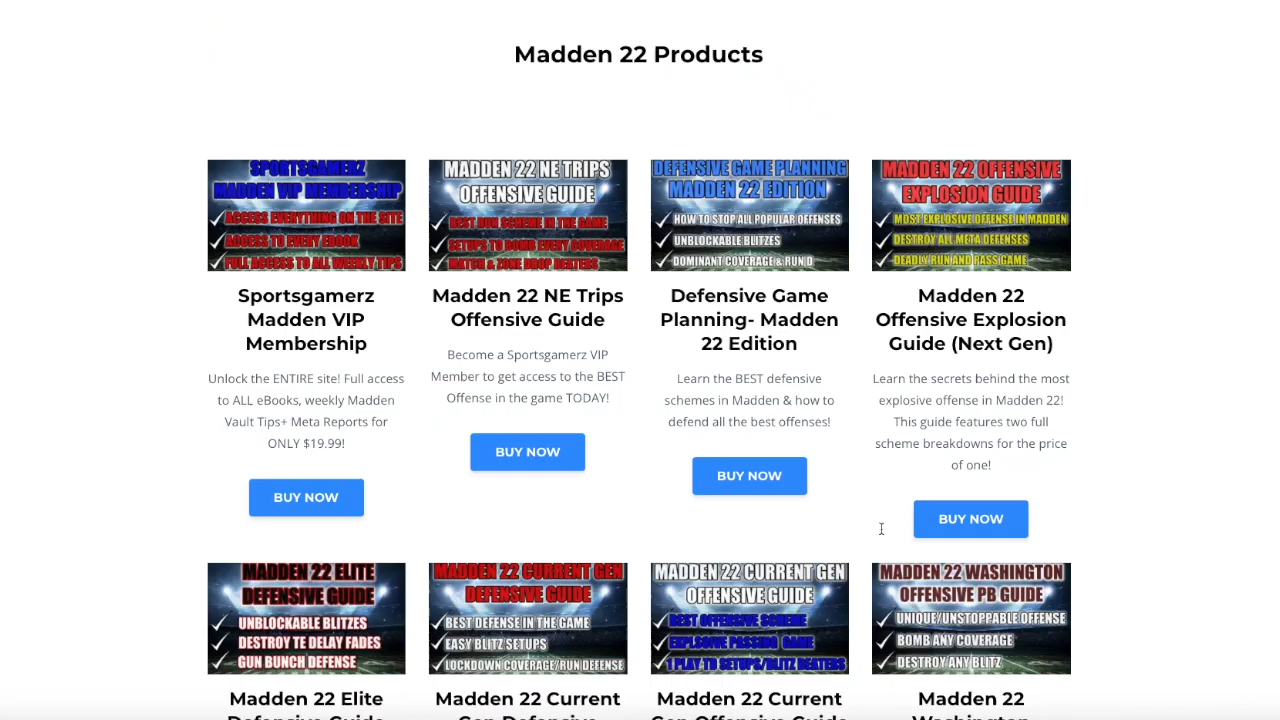 Madden 22 Products
SPORTSGAMERZ
MADDEN VIP MEMBERSHIP
ACCESS EVERYTHING ON THE SITE
ACCESS TO EVERY EBOOK
FULL ACCESS TO ALL WEEKLY TIPS
Sportsgamerz
Madden VIP
Membership
Unlock the ENTIRE site! Full access
to ALL eBooks, weekly Madden
Vault Tips+ Meta Reports for
ONLY $19.99!
BUY NOW
MADDEN 22 NE TRIPS
OFFENSIVE GUIDE
BEST RUN SCHEME IN THE GAME
SETUPS TO BOMB EVERY COVERAGE
MATCH & ZONE DROP BEATERS
Madden 22 NE Trips
Offensive Guide
Become a Sportsgamerz VIP
Member to get access to the BEST
Offense in the game TODAY!
BUY NOW
DEFENSIVE GAME PLANNING
MADDEN 22 EDITION
HOW TO STOP ALL POPULAR OFFENSES
UNBLOCKABLE BLITZES
DOMINANT COVERAGE & RUN D
Defensive Game
Planning- Madden
22 Edition
Learn the BEST defensive
schemes in Madden & how to
defend all the best offenses!
BUY NOW
MADDEN 22 OFFENSIVE
EXPLOSION GUIDE
MOST EXPLOSIVE OFFENSE IN MADDEN
DESTROY ALL META DEFENSES
DEADLY RUN AND PASS GAME
Madden 22
Offensive Explosion
Guide (Next Gen)
Learn the secrets behind the most
explosive offense in Madden 22!
This guide features two full
scheme breakdowns for the price
of one!
BUY NOW
MADDEN 22 ELITE
DEFENSIVE GUIDE
UNBLOCKABLE BLITZES
DESTROY TE DELAY FADES
GUN BUNCH DEFENSE
Madden 22 Elite
Defensive Guide
MADDEN 22 CURRENT GEN
DEFENSIVE GUIDE
BEST DEFENSE IN THE GAME
EASY BLITZ SETUPS
LOCKDOWN COVERAGE/RUN DEFENSE
Madden 22 Current
Gen Defensive
MADDEN 22 CURRENT GEN
OFFENSIVE GUIDE
BEST OFFENSIVE SCHEME
EXPLSOIVE PASSING GAME
1 PLAY TD SETUPS/BLITZ BEATERS
Madden 22 Current
Gen Offensive Guide
MADDEN 22 WASHINGTON
OFFENSIVE PB GUIDE
UNIQUE/UNSTOPPABLE OFFENSE
BOMB ANY COVERAGE
DESTROY ANY BLITZ
Madden 22
Washington